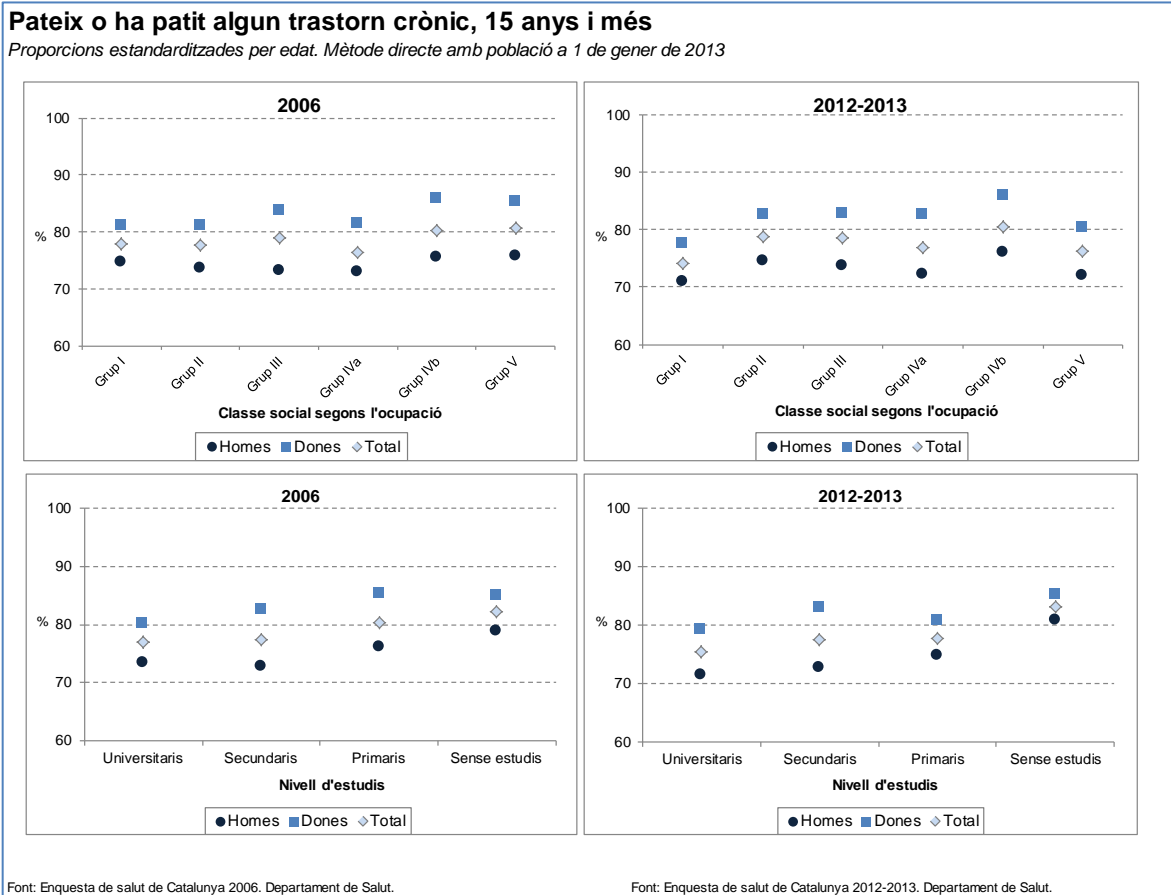 Pateix o ha patit algun trastorn crònic, 15 anys i més
Proporcions estandarditzades per edat. Mètode directe amb població a 1 de gener de 2013
2006
100
90
80
%
70
60
Grup I Grup II Grup III Grup IVa Grup IVb Grup V
Classe social segons l'ocupació
Homes Dones Total
2012-2013
100
90
80
%
70
60
Grup I Grup II Grup III Grup IVa Grup IVb Grup V
Classe social segons l'ocupació
Homes Dones Total
2006
100
90
80
%
70
60
Universitaris Secundaris Primaris Sense estudis
Nivell d'estudis
Homes Dones Total
2012-2013
100
90
80
%
70
60
Universitaris Secundaris Primaris Sense estudis
Nivell d'estudis
Homes Dones Total
Font: Enquesta de salut de Catalunya 2006. Departament de Salut.
Font: Enquesta de salut de Catalunya 2012-2013. Departament de Salut.